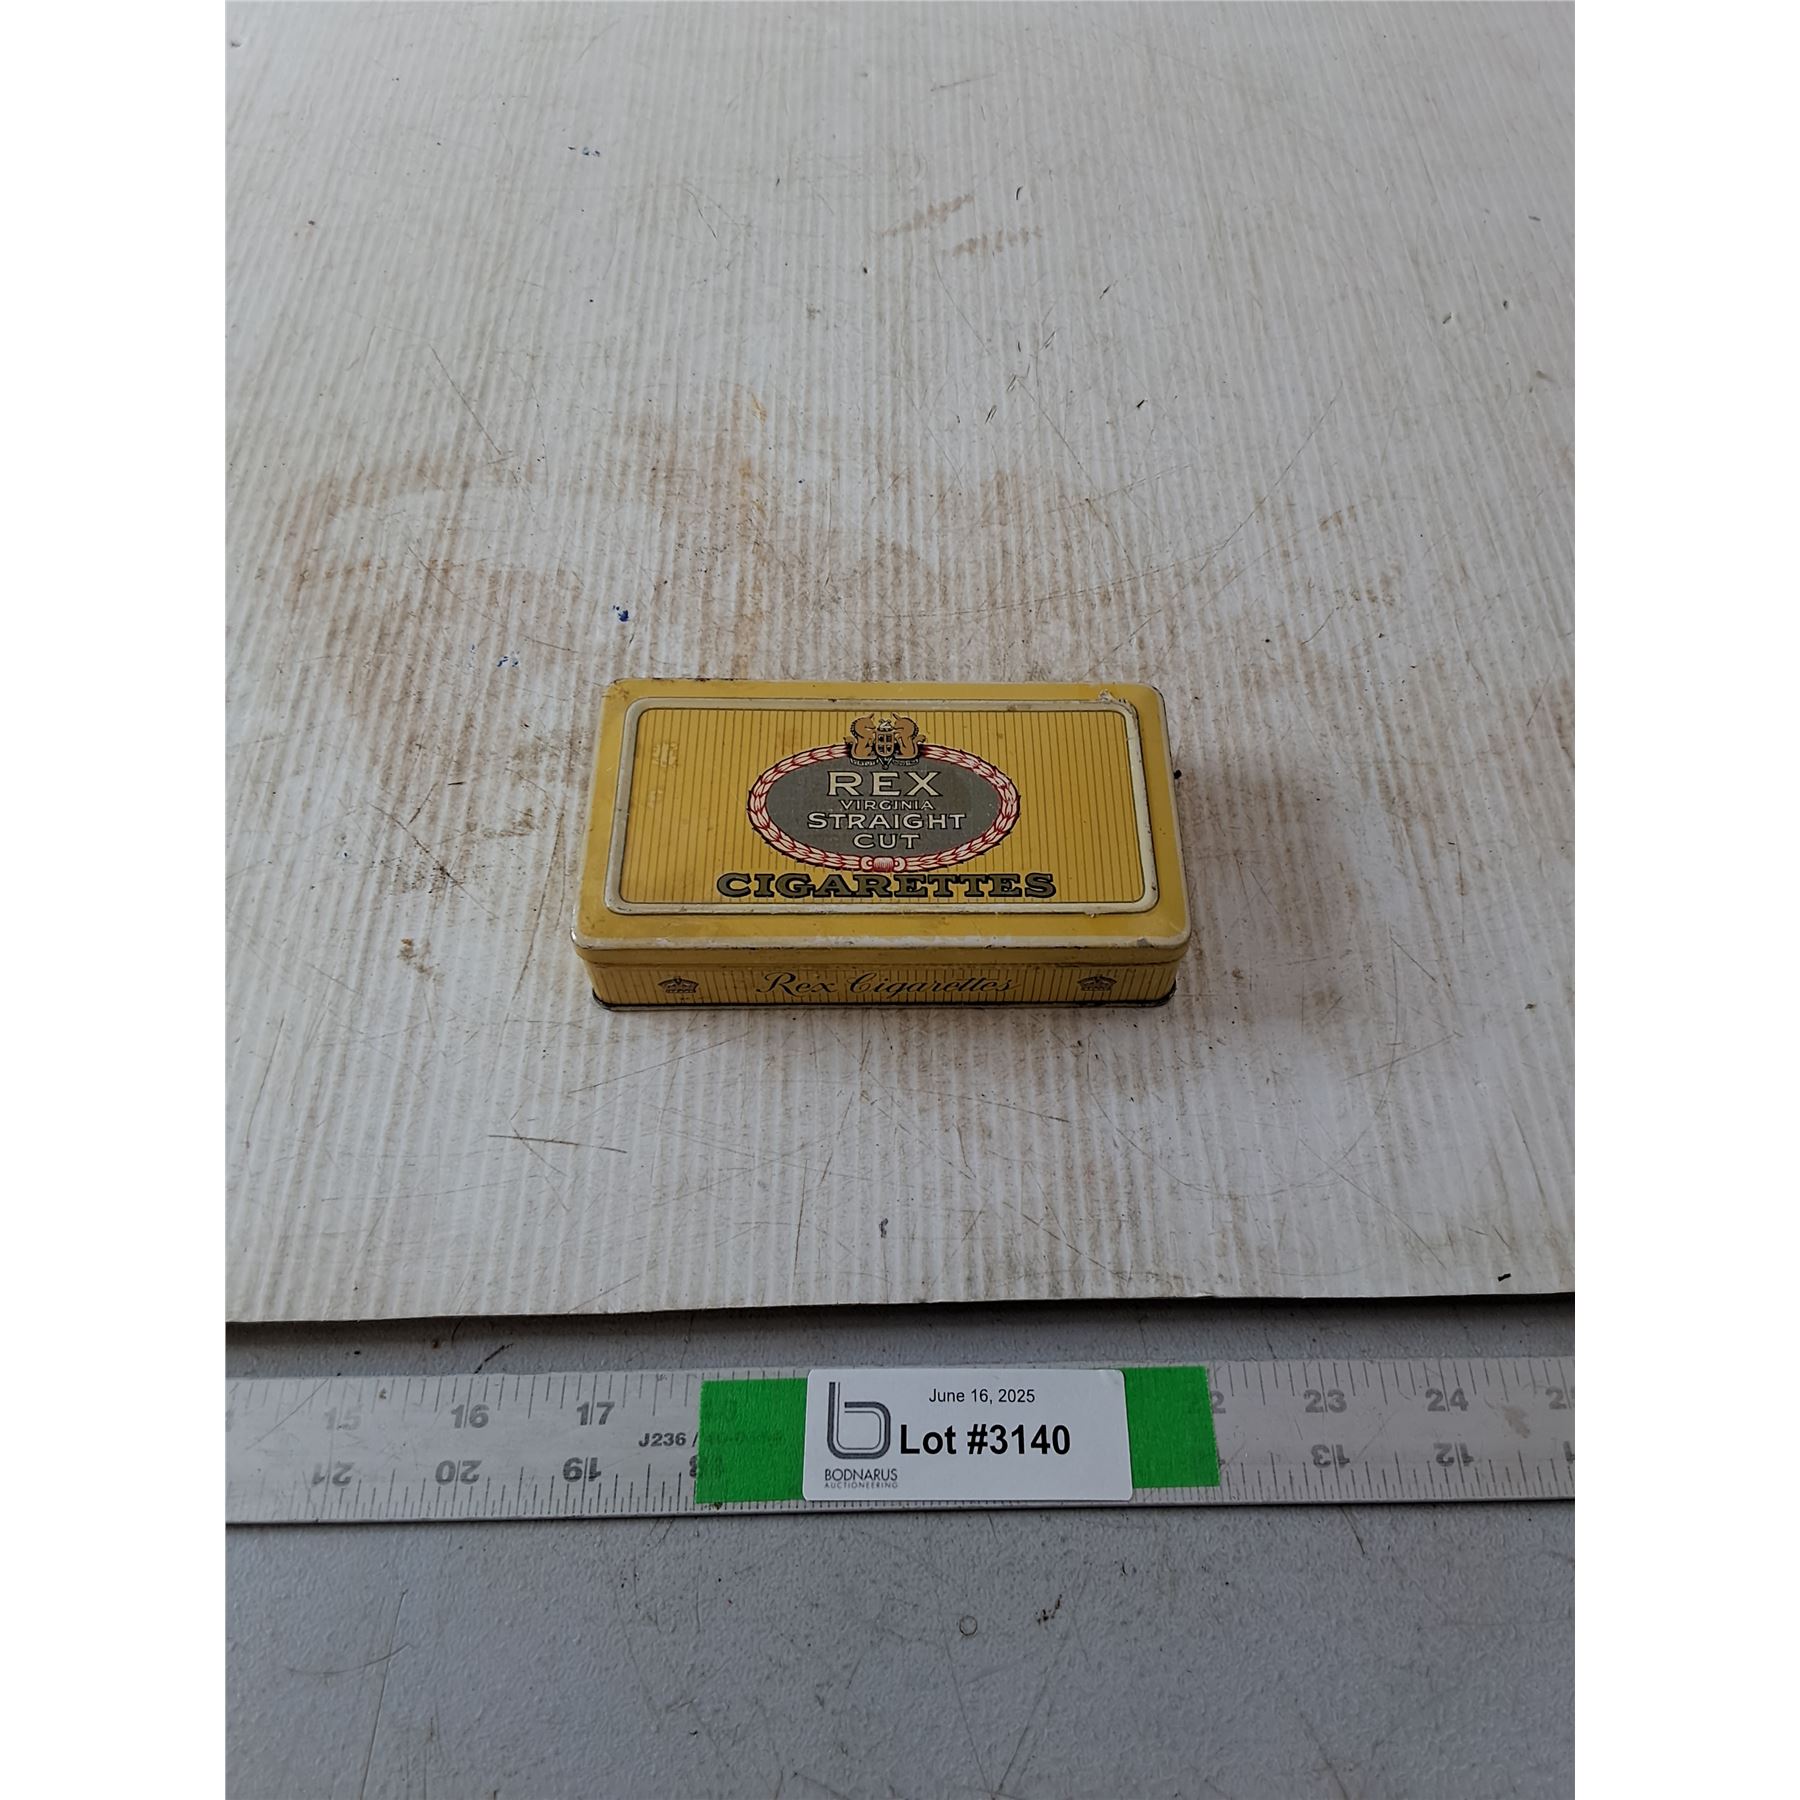 REX
VIRGINIA
STRAIGHT
CUT
CIGARETTES
Rex Cigarettes
15 16 17 22 23 24
J236 /
21 20 19 13 12
June 16, 2025
Lot #3140
BODNARUS
AUCTIONEERING